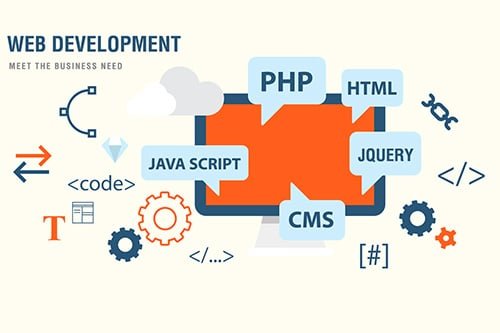 WEB DEVELOPMENT
MEET THE BUSINESS NEED
PHP
HTML
JAVA SCRIPT
JQUERY
<code>
</>
T
CMS
</...>
[#]